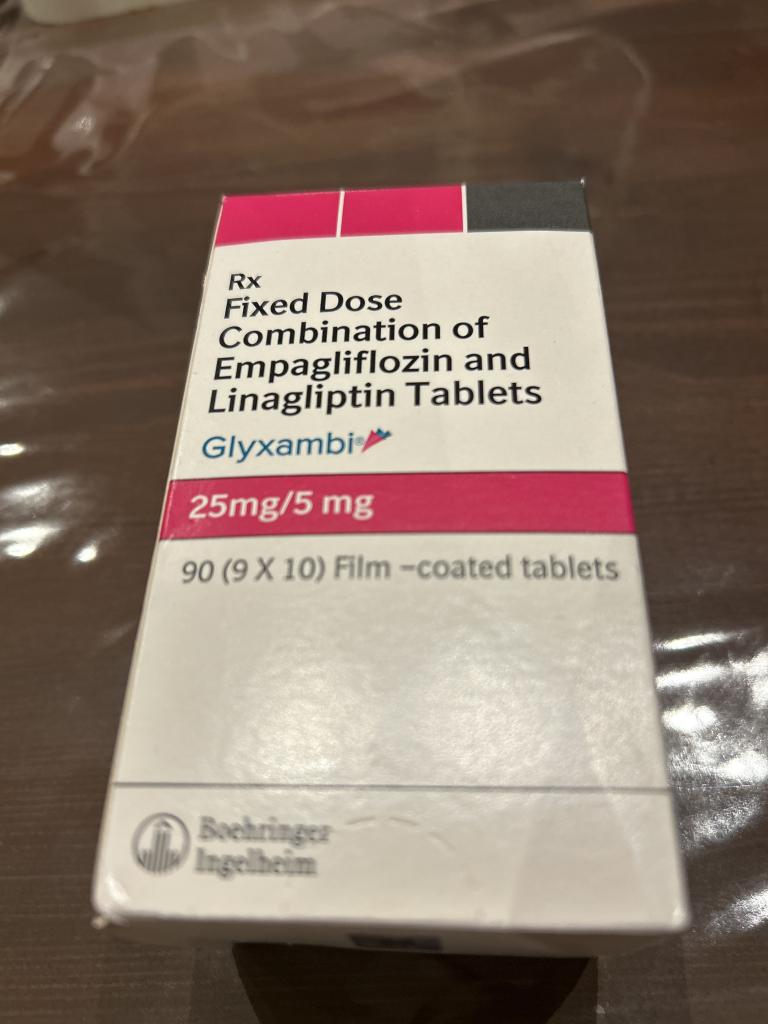 Rx
Fixed Dose
Combination of
Empagliflozin and
Linagliptin Tablets
Glyxambi®
25mg/5 mg
90 (9 X 10) Film –coated tablets
Boehringer
Ingelheim